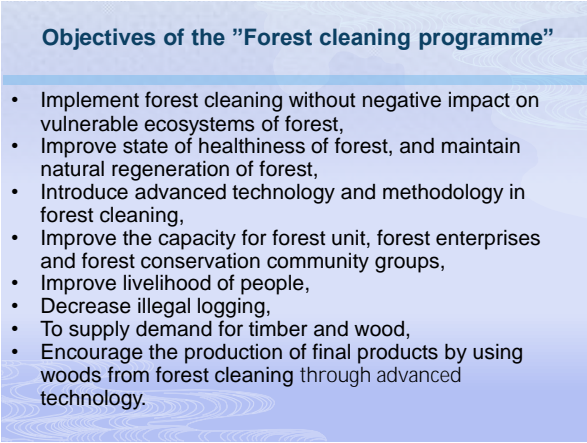 Objectives of the ”Forest cleaning programme”
• Implement forest cleaning without negative impact on
vulnerable ecosystems of forest,
• Improve state of healthiness of forest, and maintain
natural regeneration of forest,
• Introduce advanced technology and methodology in
forest cleaning,
• Improve the capacity for forest unit, forest enterprises
and forest conservation community groups,
• Improve livelihood of people,
• Decrease illegal logging,
• To supply demand for timber and wood,
• Encourage the production of final products by using
woods from forest cleaning through advanced
technology.